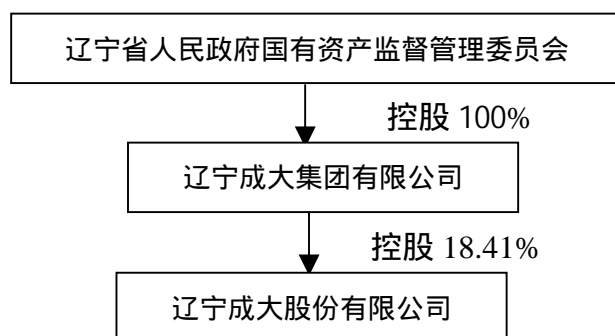 辽宁省人民政府国有资产监督管理委员会
控股 100%
辽宁成大集团有限公司
控股 18.41%
辽宁成大股份有限公司